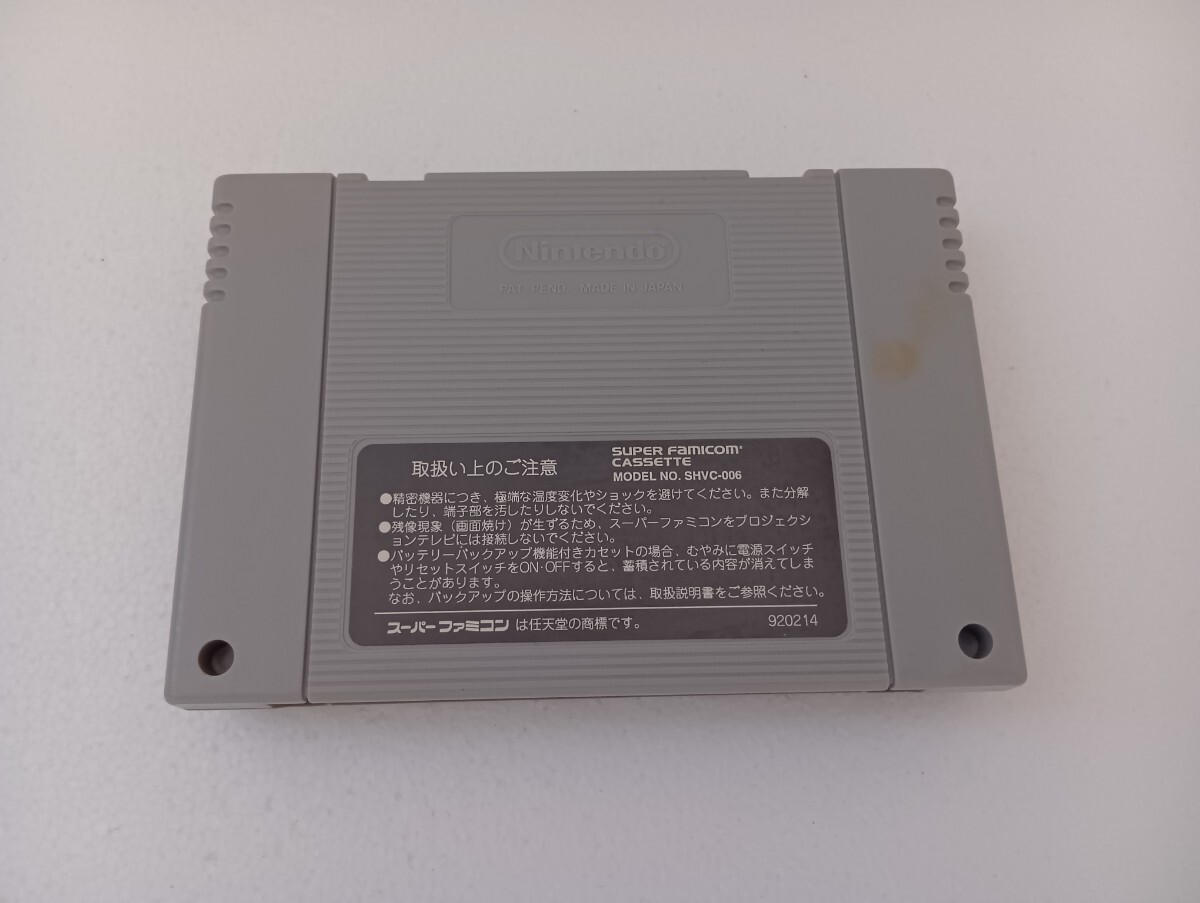 Nintendo
PAT. PEND. MADE IN JAPAN
取扱い上のご注意
SUPER FAMICOM
CASSETTE
MODEL NO. SHVC-006
●精密機器につき、極端な温度変化やショックを避けてください。また分解
したり、端子部を汚したりしないでください。
●残像現象（画面焼け）が生ずるため、スーパーファミコンをプロジェクシ
ョンテレビには接続しないでください。
●バッテリーバックアップ機能付きカセットの場合、むやみに電源スイッチ
やリセットスイッチをON・OFFすると、蓄積されている内容が消えてしま
うことがあります。
なお、バックアップの操作方法については、取扱説明書をご参照ください。
スーパーファミコンは任天堂の商標です。
920214